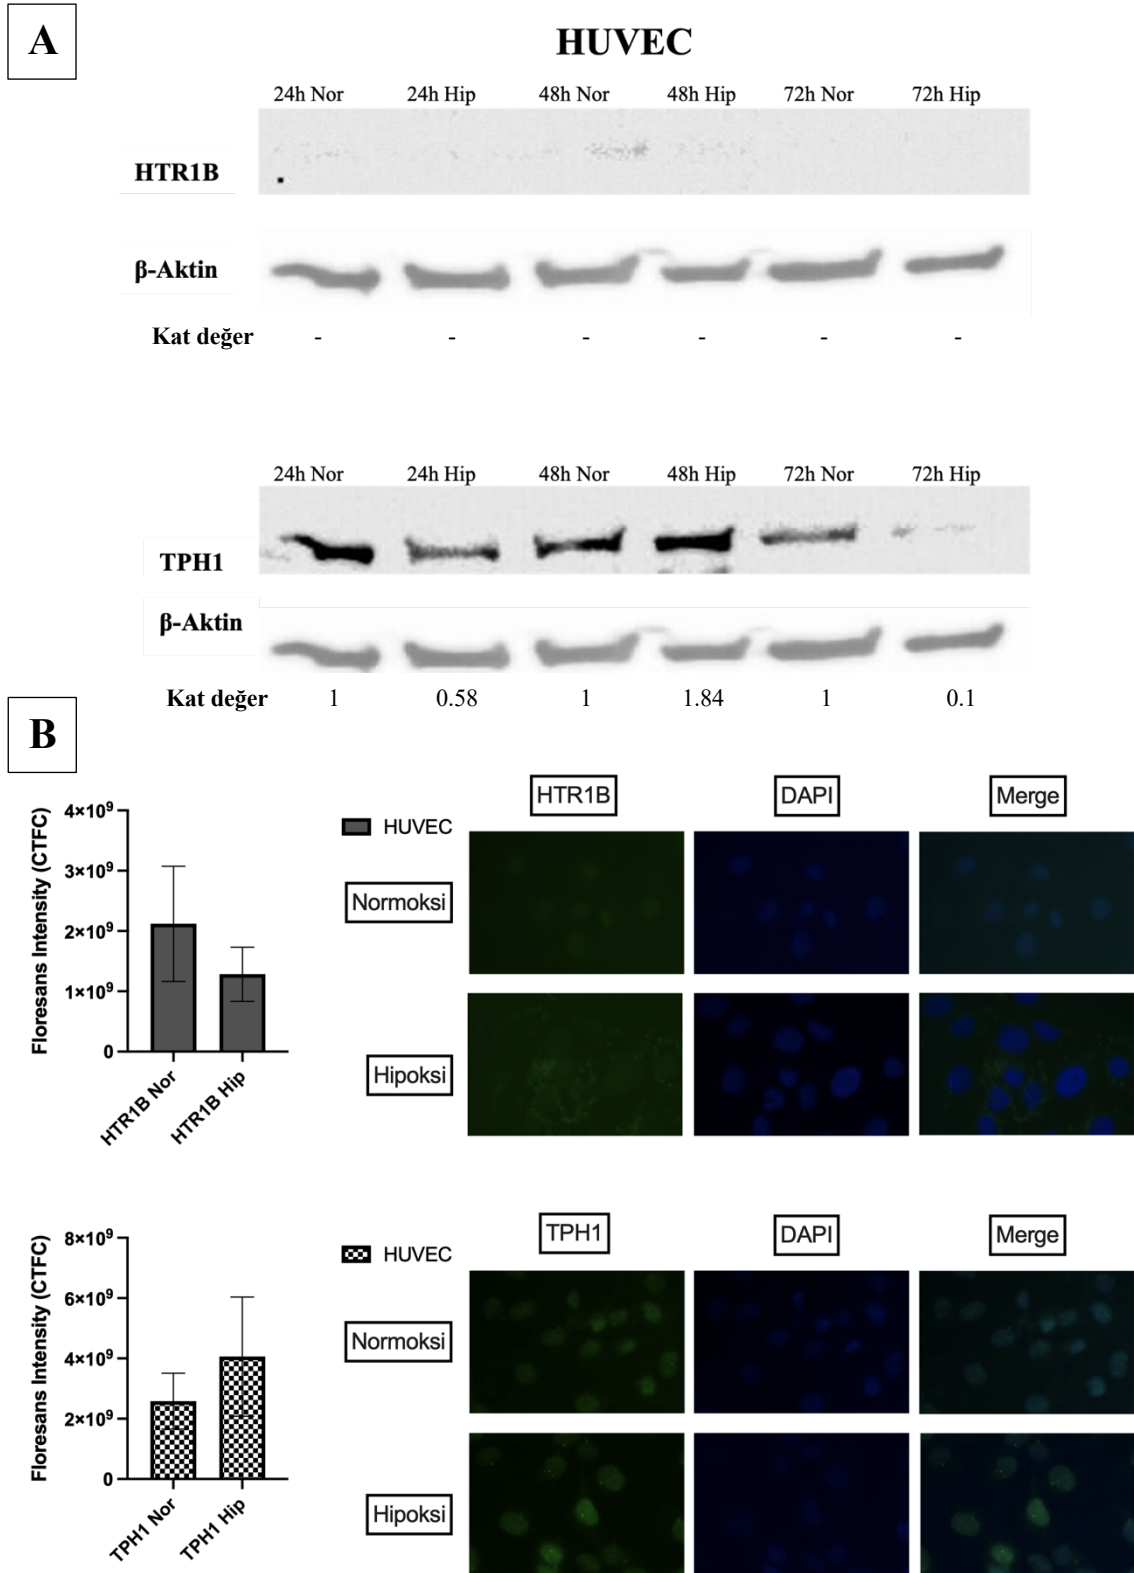 A
HUVEC
24h Nor 24h Hip 48h Nor 48h Hip 72h Nor 72h Hip
HTR1B
β-Aktin
Kat değer - - - - - -
24h Nor 24h Hip 48h Nor 48h Hip 72h Nor 72h Hip
TPH1
β-Aktin
Kat değer 1 0.58 1 1.84 1 0.1
B
Floresans Intensity (CTFC)
4×10⁹
3×10⁹
2×10⁹
1×10⁹
0
HTR1B Nor
HTR1B Hip
HUVEC
HTR1B DAPI Merge
Normoksi
Hipoksi
Floresans Intensity (CTFC)
8×10⁹
6×10⁹
4×10⁹
2×10⁹
0
TPH1 Nor
TPH1 Hip
HUVEC
TPH1 DAPI Merge
Normoksi
Hipoksi